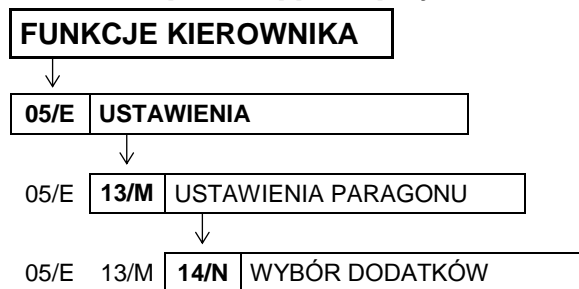 FUNKCJE KIEROWNIKA
05/E USTAWIENIA
05/E 13/M USTAWIENIA PARAGONU
05/E 13/M 14/N WYBÓR DODATKÓW